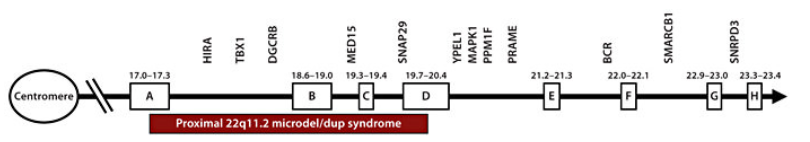 HIRA
TBX1
DGCRB
MED15
SNAP29
YPEL1
MAPK1
PPM1F
PRAME
BCR
SMARCB1
SNRPD3
17.0–17.3
18.6–19.0
19.3–19.4
19.7–20.4
21.2–21.3
22.0–22.1
22.9–23.0
23.3–23.4
Centromere
A
B
C
D
E
F
G
H
Proximal 22q11.2 microdel/dup syndrome